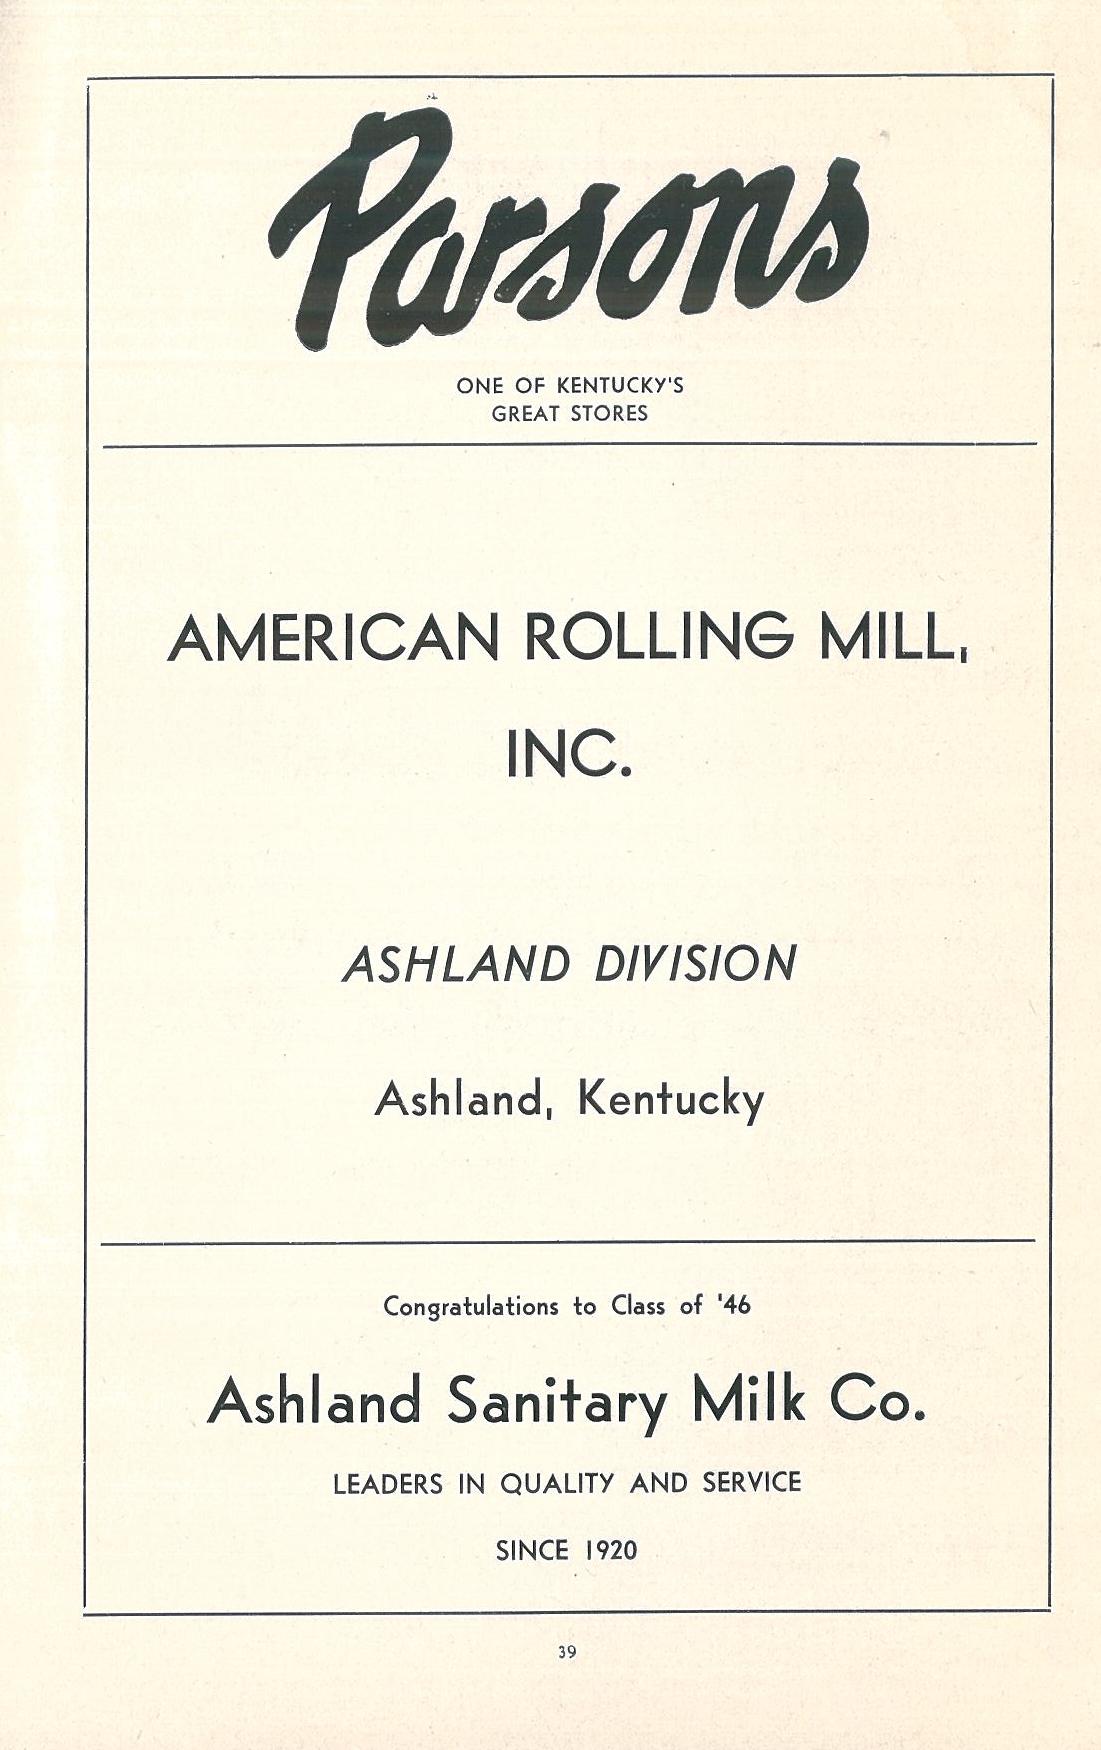 Parsons
ONE OF KENTUCKY'S
GREAT STORES
AMERICAN ROLLING MILL,
INC.
ASHLAND DIVISION
Ashland, Kentucky
Congratulations to Class of '46
Ashland Sanitary Milk Co.
LEADERS IN QUALITY AND SERVICE
SINCE 1920
39